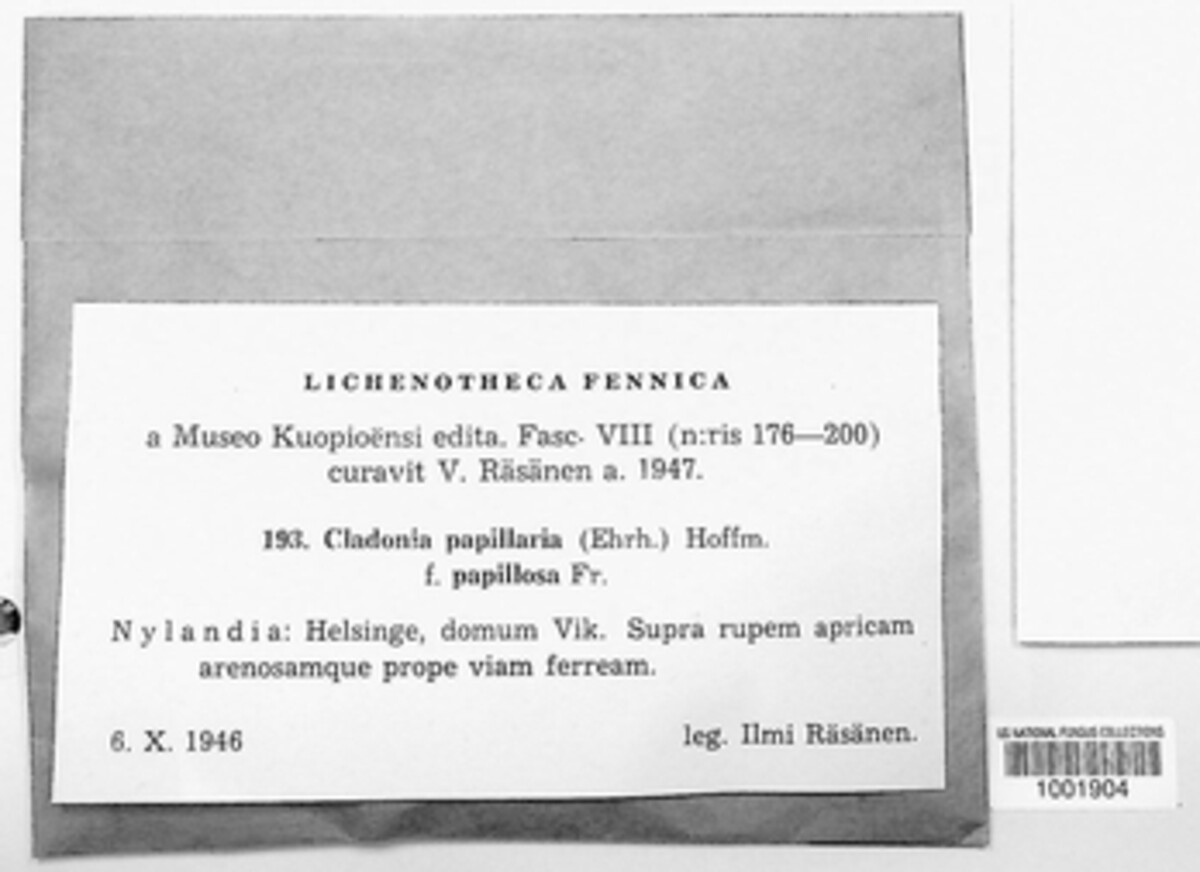 LICHENOTHECA FENNICA
a Museo Kuopioënsi edita. Fasc. VIII (n:ris 176—200)
curavit V. Räsänen a. 1947.
193. Cladonia papillaria (Ehrh.) Hoffm.
f. papillosa Fr.
Nylandia: Helsinge, domum Vik. Supra rupem apricam
arenosamque prope viam ferream.
6. X. 1946
leg. Ilmi Räsänen.
US NATIONAL FUNGUS COLLECTIONS
1001904